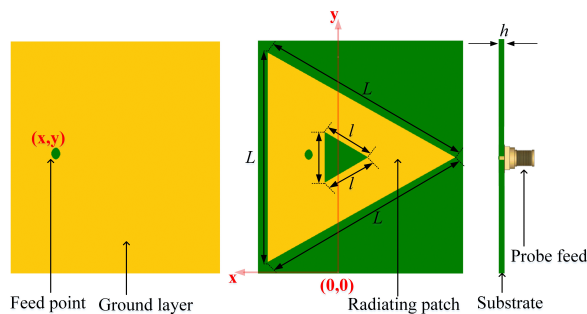 y
h
(x,y)
L
l
L
l
L
x
(0,0)
Probe feed
Feed point
Ground layer
Radiating patch
Substrate